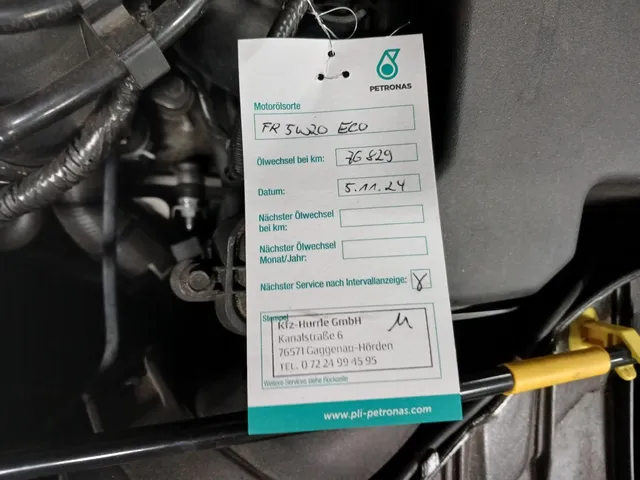 PETRONAS
Motorölsorte
FR 5W20 ECO
Ölwechsel bei km: 76829
Datum: 5.11.24
Nächster Ölwechsel
bei km:
Nächster Ölwechsel
Monat/Jahr:
Nächster Service nach Intervallanzeige:
Stempel
Kfz-Hurrle GmbH
Kanalstraße 6
76571 Gaggenau-Hörden
TEL. 0 72 24 99 45 95
Weitere Services siehe Rückseite
www.pli-petronas.com